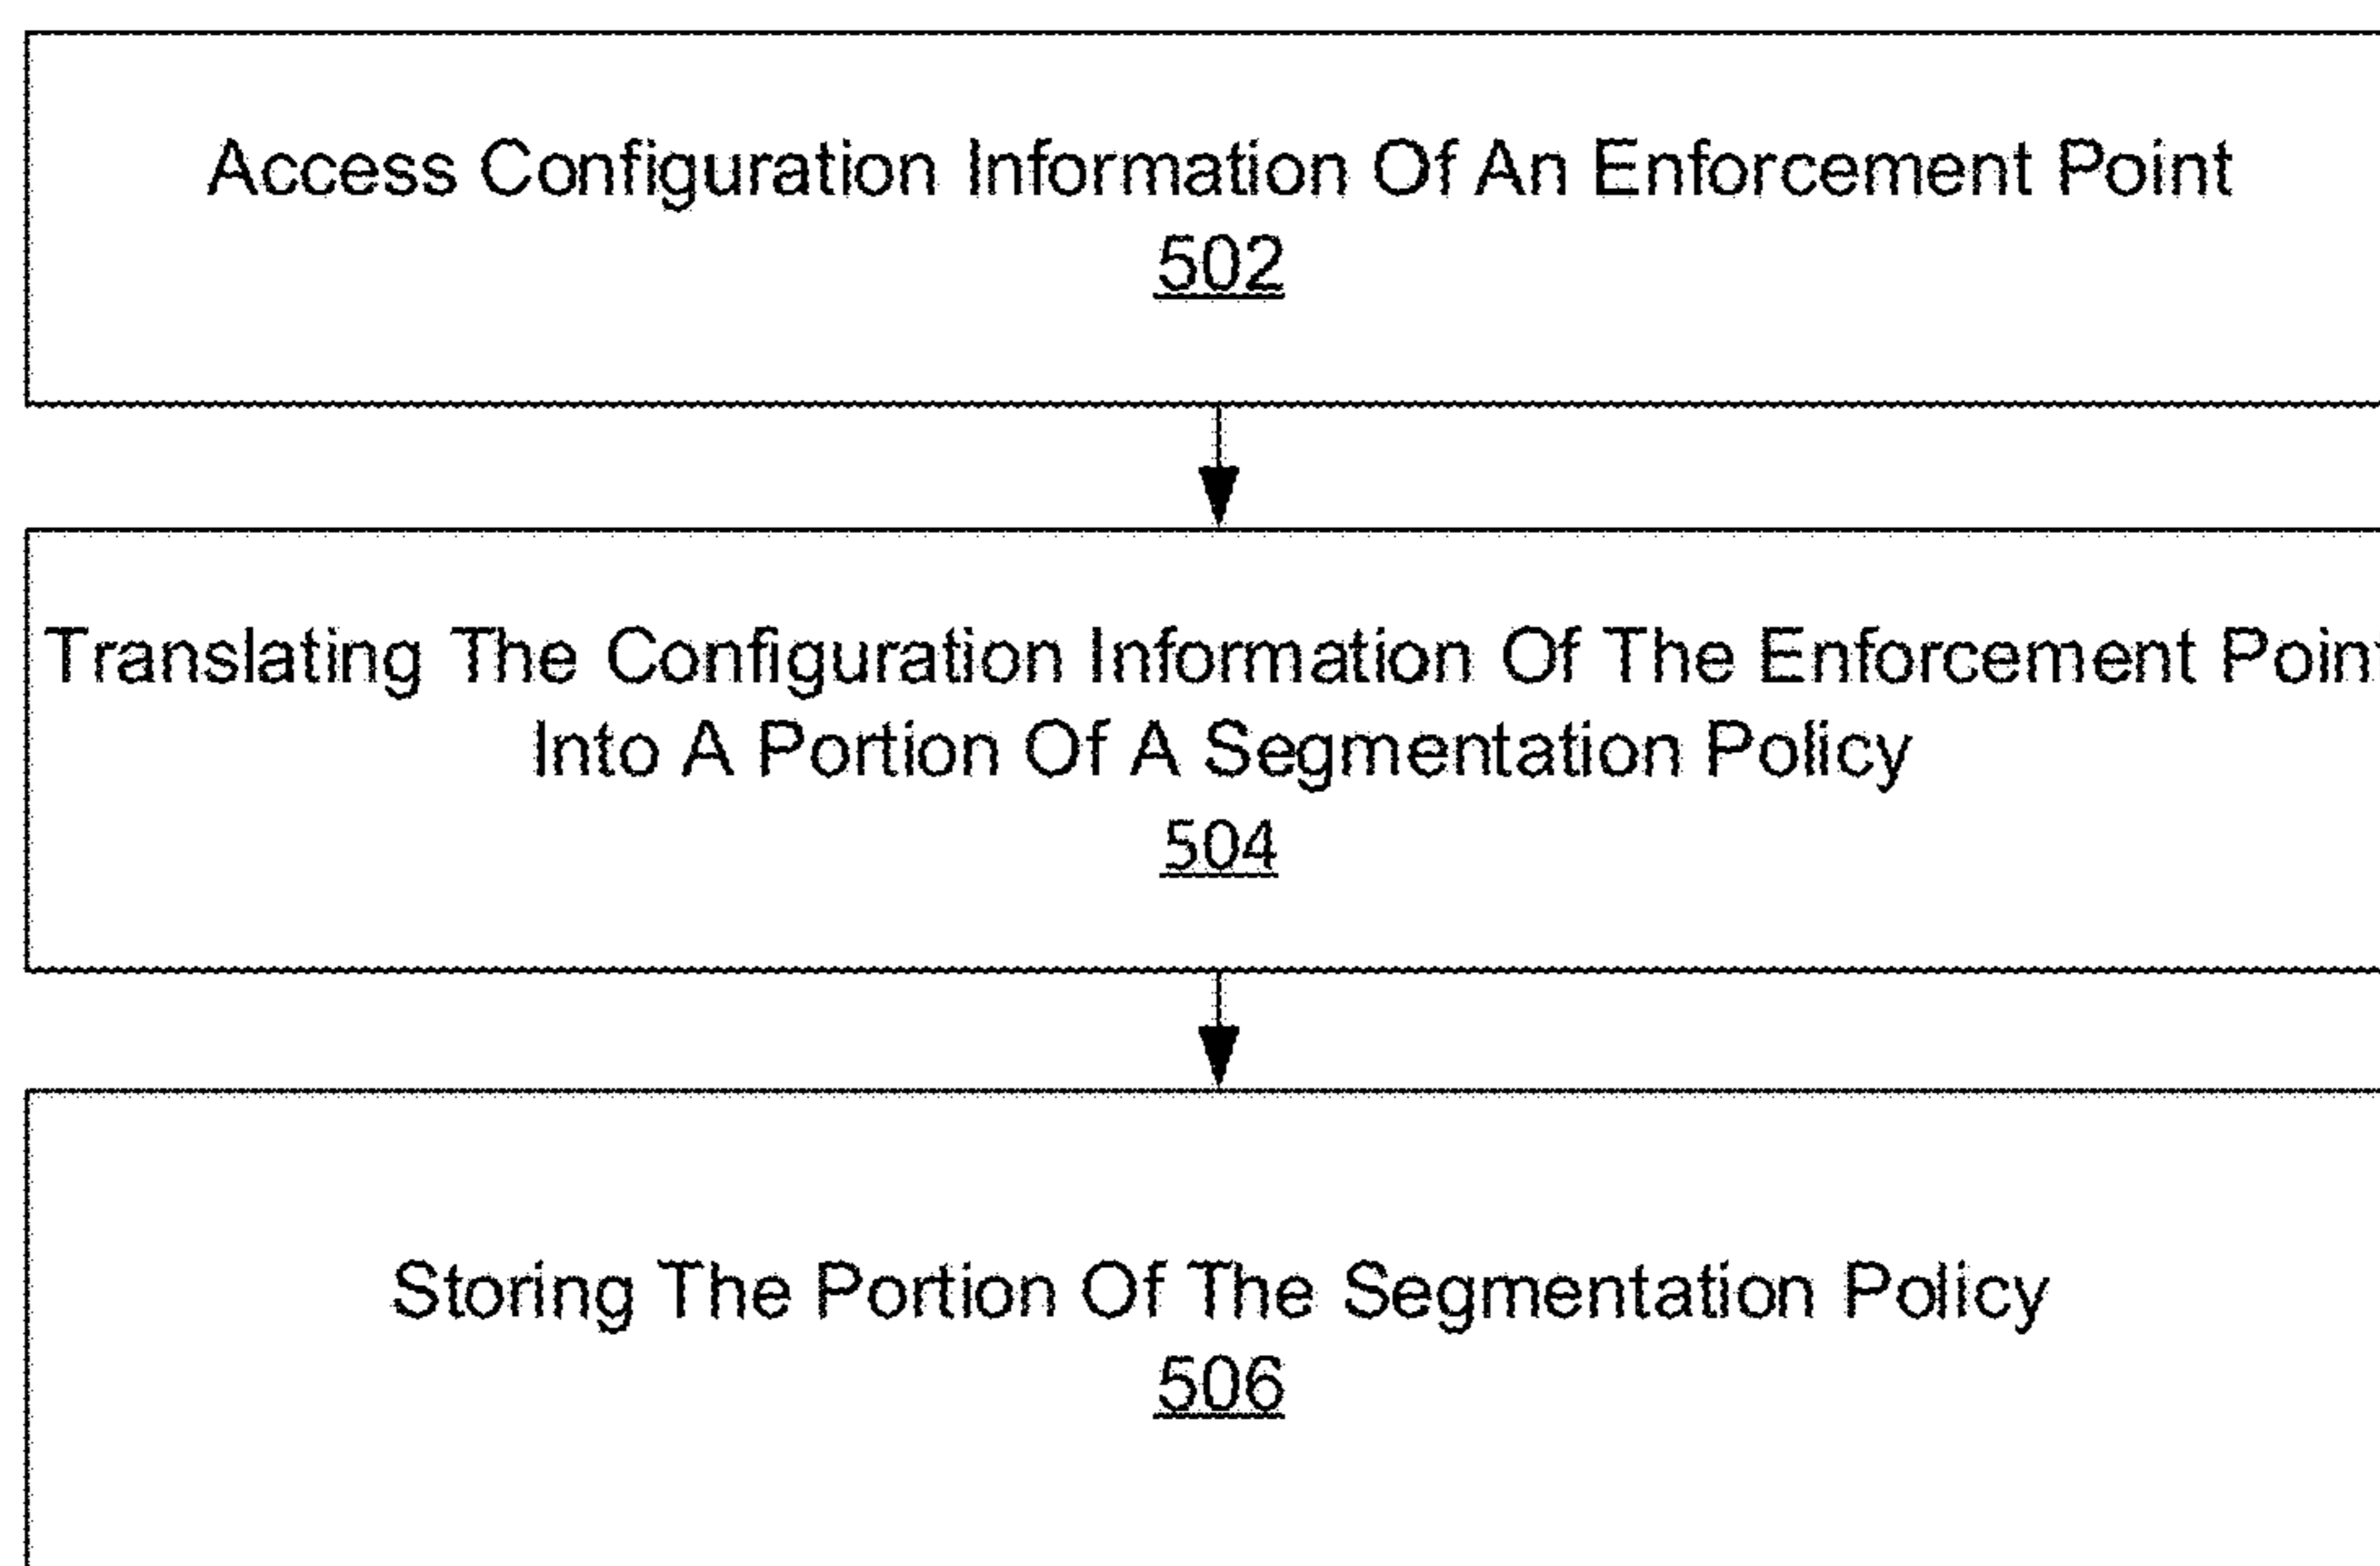 Access Configuration Information Of An Enforcement Point
502
Translating The Configuration Information Of The Enforcement Point
Into A Portion Of A Segmentation Policy
504
Storing The Portion Of The Segmentation Policy
506